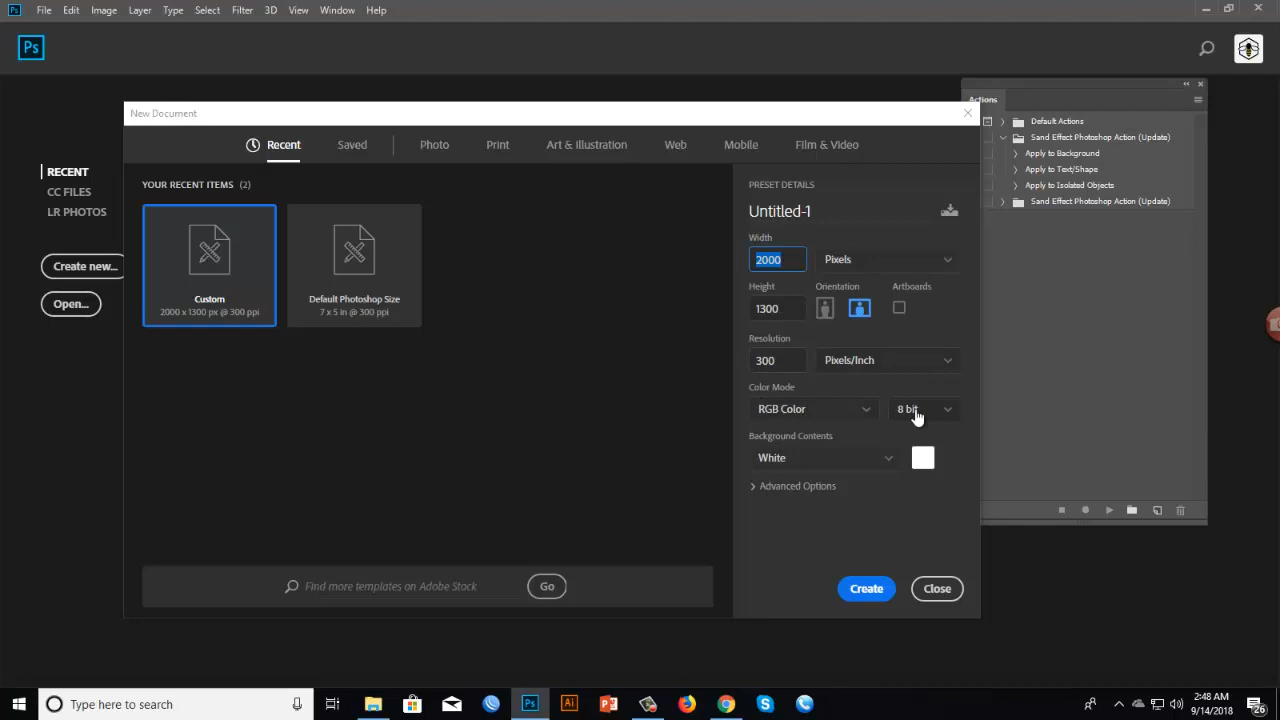 Ps File Edit Image Layer Type Select Filter 3D View Window Help
Ps
New Document
Recent Saved Photo Print Art & Illustration Web Mobile Film & Video
RECENT
CC FILES
LR PHOTOS
Create new...
Open...
YOUR RECENT ITEMS (2)
Custom
2000 x 1300 px @ 300 ppi
Default Photoshop Size
7 x 5 in @ 300 ppi
Find more templates on Adobe Stock
Go
PRESET DETAILS
Untitled-1
Width
2000 Pixels
Height Orientation Artboards
1300
Resolution
300 Pixels/Inch
Color Mode
RGB Color 8 bit
Background Contents
White
Advanced Options
Create Close
Actions
Default Actions
Sand Effect Photoshop Action (Update)
Apply to Background
Apply to Text/Shape
Apply to Isolated Objects
Sand Effect Photoshop Action (Update)
Type here to search
Ps Ai
2:48 AM
9/14/2018
26